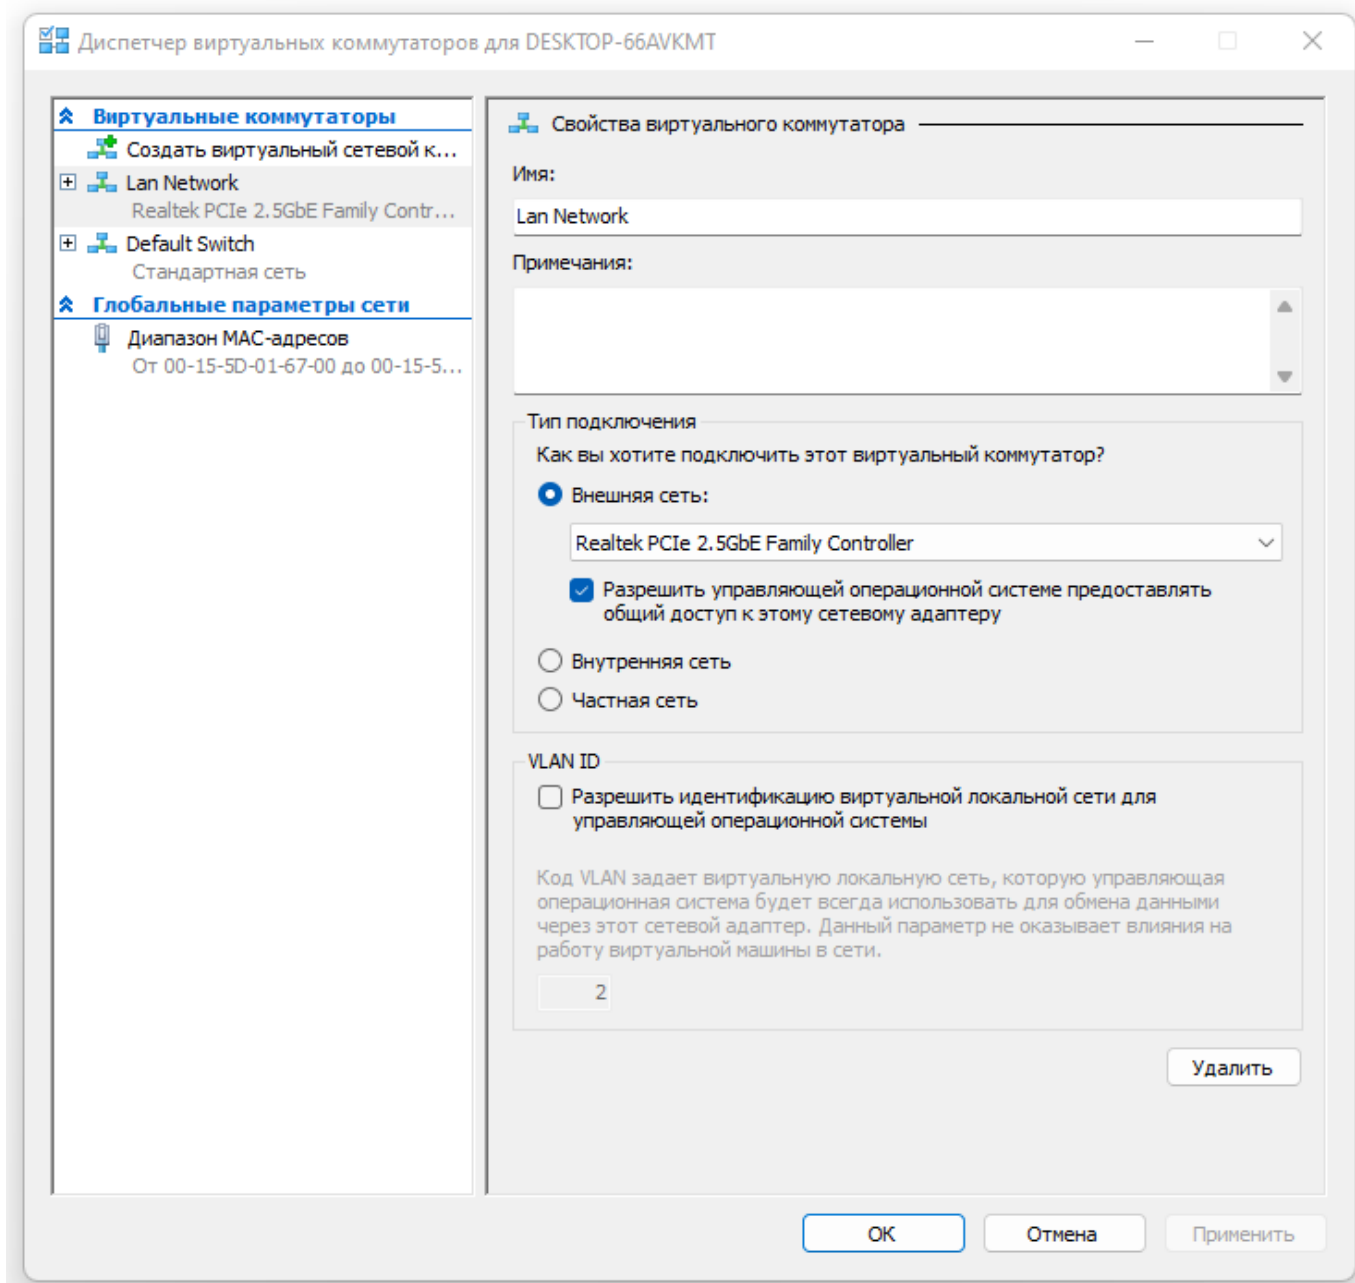 Диспетчер виртуальных коммутаторов для DESKTOP-66AVKMT
Виртуальные коммутаторы
Создать виртуальный сетевой к...
Lan Network
Realtek PCIe 2.5GbE Family Contr...
Default Switch
Стандартная сеть
Глобальные параметры сети
Диапазон MAC-адресов
От 00-15-5D-01-67-00 до 00-15-5...
Свойства виртуального коммутатора
Имя:
Lan Network
Примечания:
Тип подключения
Как вы хотите подключить этот виртуальный коммутатор?
Внешняя сеть:
Realtek PCIe 2.5GbE Family Controller
Разрешить управляющей операционной системе предоставлять
общий доступ к этому сетевому адаптеру
Внутренняя сеть
Частная сеть
VLAN ID
Разрешить идентификацию виртуальной локальной сети для
управляющей операционной системы
Код VLAN задает виртуальную локальную сеть, которую управляющая
операционная система будет всегда использовать для обмена данными
через этот сетевой адаптер. Данный параметр не оказывает влияния на
работу виртуальной машины в сети.
2
Удалить
ОК
Отмена
Применить